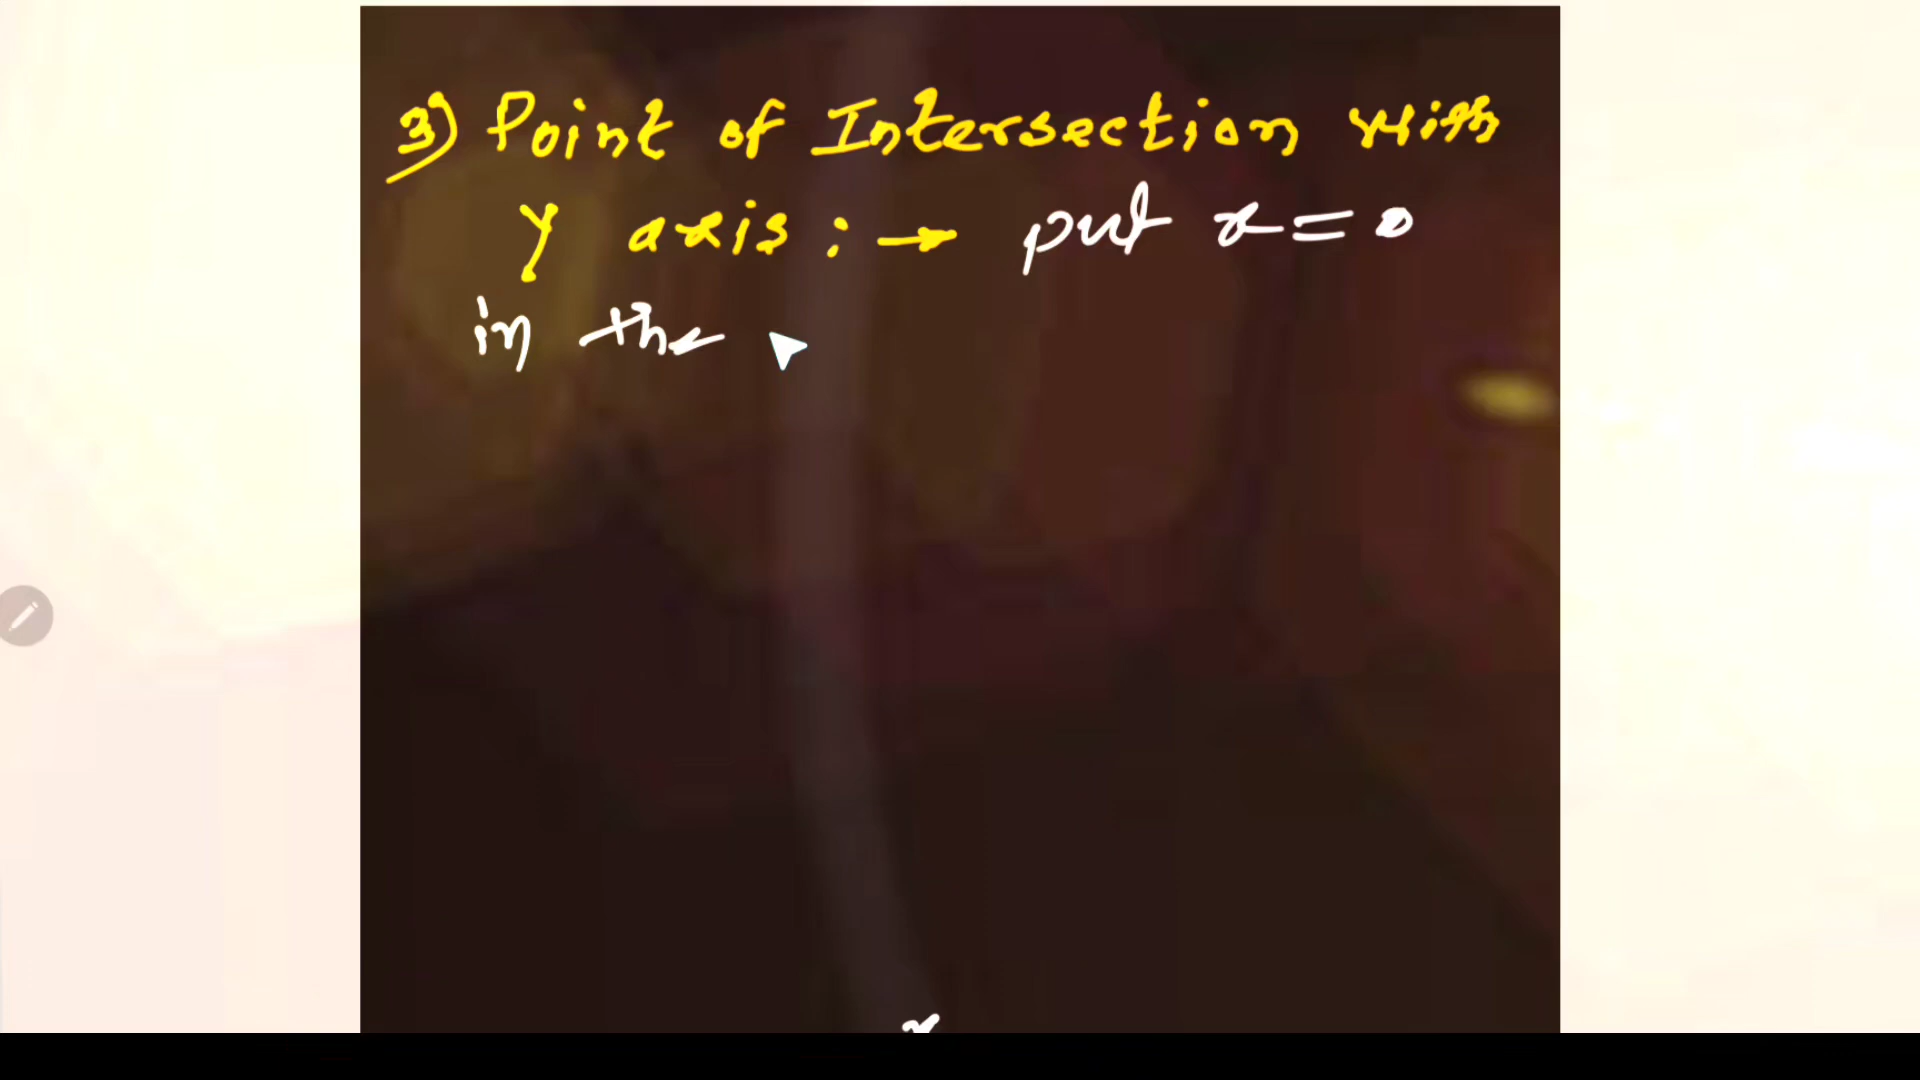 3) Point of Intersection with
Y axis : → put x = 0
in the
x